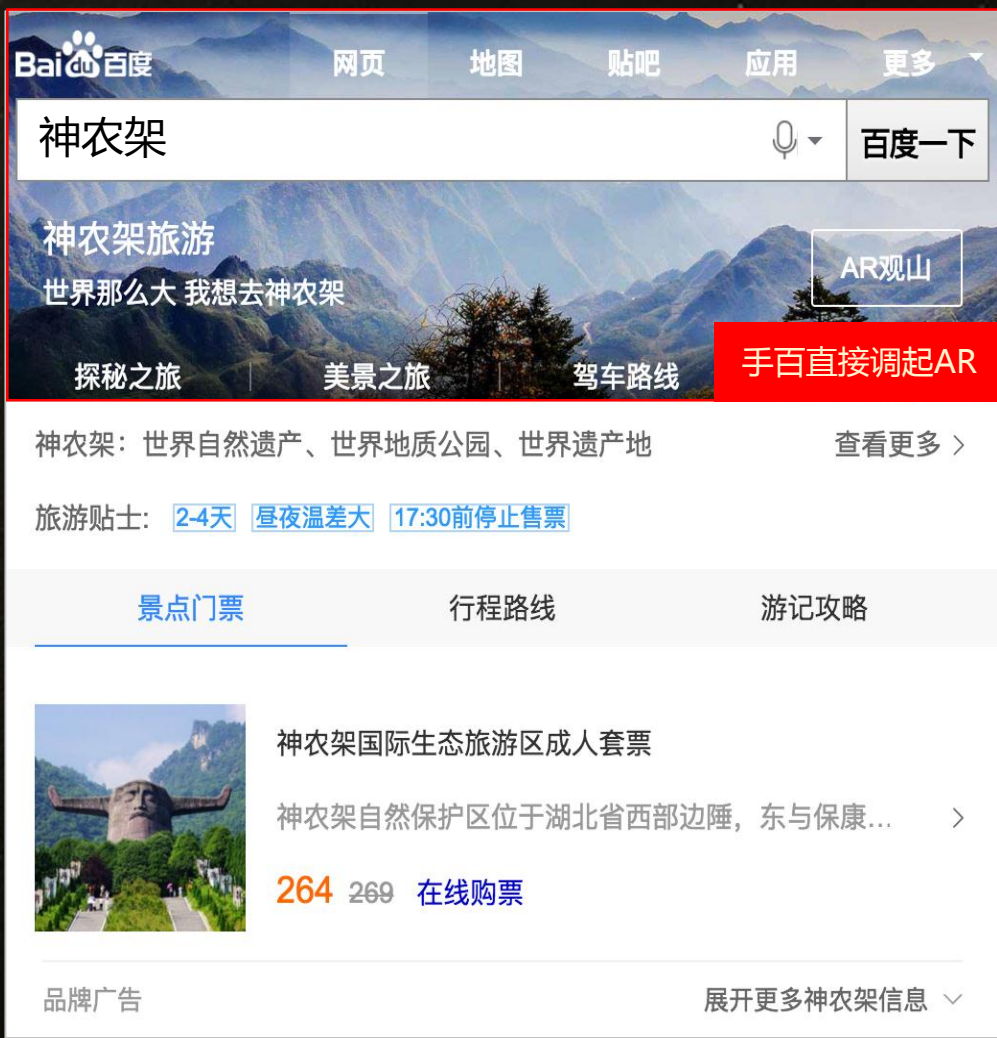 Bai du 百度 网页 地图 贴吧 应用 更多
神农架 百度一下
神农架旅游
世界那么大 我想去神农架
AR观山
手百直接调起AR
探秘之旅 美景之旅 驾车路线
神农架：世界自然遗产、世界地质公园、世界遗产地 查看更多
旅游贴士: 2-4天 昼夜温差大 17:30前停止售票
景点门票 行程路线 游记攻略
神农架国际生态旅游区成人套票
神农架自然保护区位于湖北省西部边陲，东与保康...
264 269 在线购票
品牌广告 展开更多神农架信息